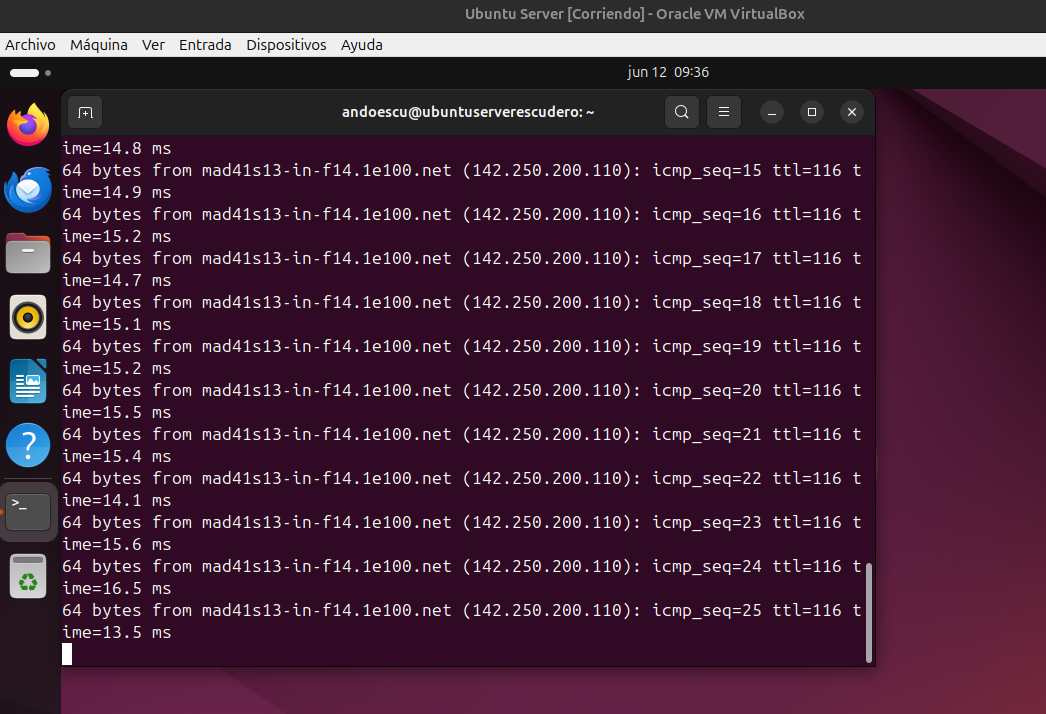 Ubuntu Server [Corriendo] - Oracle VM VirtualBox
Archivo Máquina Ver Entrada Dispositivos Ayuda
jun 12 09:36
andoescu@ubuntuserverescudero: ~
ime=14.8 ms
64 bytes from mad41s13-in-f14.1e100.net (142.250.200.110): icmp_seq=15 ttl=116 t
ime=14.9 ms
64 bytes from mad41s13-in-f14.1e100.net (142.250.200.110): icmp_seq=16 ttl=116 t
ime=15.2 ms
64 bytes from mad41s13-in-f14.1e100.net (142.250.200.110): icmp_seq=17 ttl=116 t
ime=14.7 ms
64 bytes from mad41s13-in-f14.1e100.net (142.250.200.110): icmp_seq=18 ttl=116 t
ime=15.1 ms
64 bytes from mad41s13-in-f14.1e100.net (142.250.200.110): icmp_seq=19 ttl=116 t
ime=15.2 ms
64 bytes from mad41s13-in-f14.1e100.net (142.250.200.110): icmp_seq=20 ttl=116 t
ime=15.5 ms
64 bytes from mad41s13-in-f14.1e100.net (142.250.200.110): icmp_seq=21 ttl=116 t
ime=15.4 ms
64 bytes from mad41s13-in-f14.1e100.net (142.250.200.110): icmp_seq=22 ttl=116 t
ime=14.1 ms
64 bytes from mad41s13-in-f14.1e100.net (142.250.200.110): icmp_seq=23 ttl=116 t
ime=15.6 ms
64 bytes from mad41s13-in-f14.1e100.net (142.250.200.110): icmp_seq=24 ttl=116 t
ime=16.5 ms
64 bytes from mad41s13-in-f14.1e100.net (142.250.200.110): icmp_seq=25 ttl=116 t
ime=13.5 ms